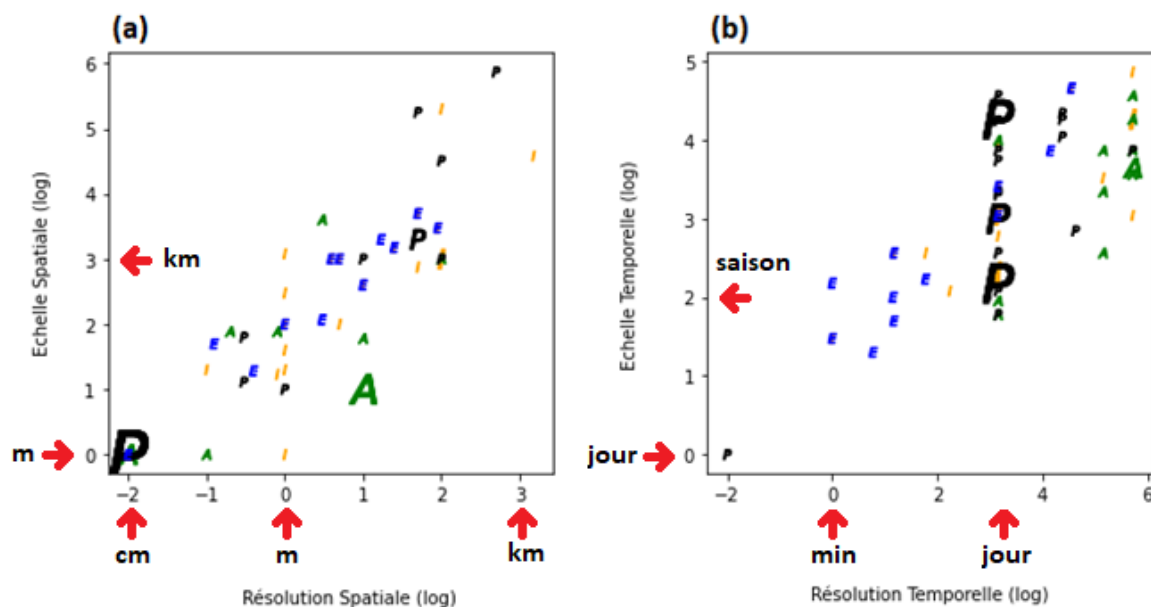 (a)
(b)
Echelle Spatiale (log)
6
5
4
3
2
1
0
km
m
−2
−1
0
1
2
3
cm
m
km
Résolution Spatiale (log)
P
P
I
P
I
A
E
E
P
E
E
E E
P
I
I
P
A
I
E
I
E
E
I
A
A
P
E
I
A
P
E
I
I
I
P
A
P
A
E
A
I
Echelle Temporelle (log)
5
4
3
2
1
0
saison
jour
−2
0
2
4
6
min
jour
Résolution Temporelle (log)
I
E
P
A
P
P
P
P
A
A
P
P
E
A
P
A
I
E
P
A
P
I
E
P
E
I
P
A
E
E
I
P
E
A
E
P
A
E
E
P